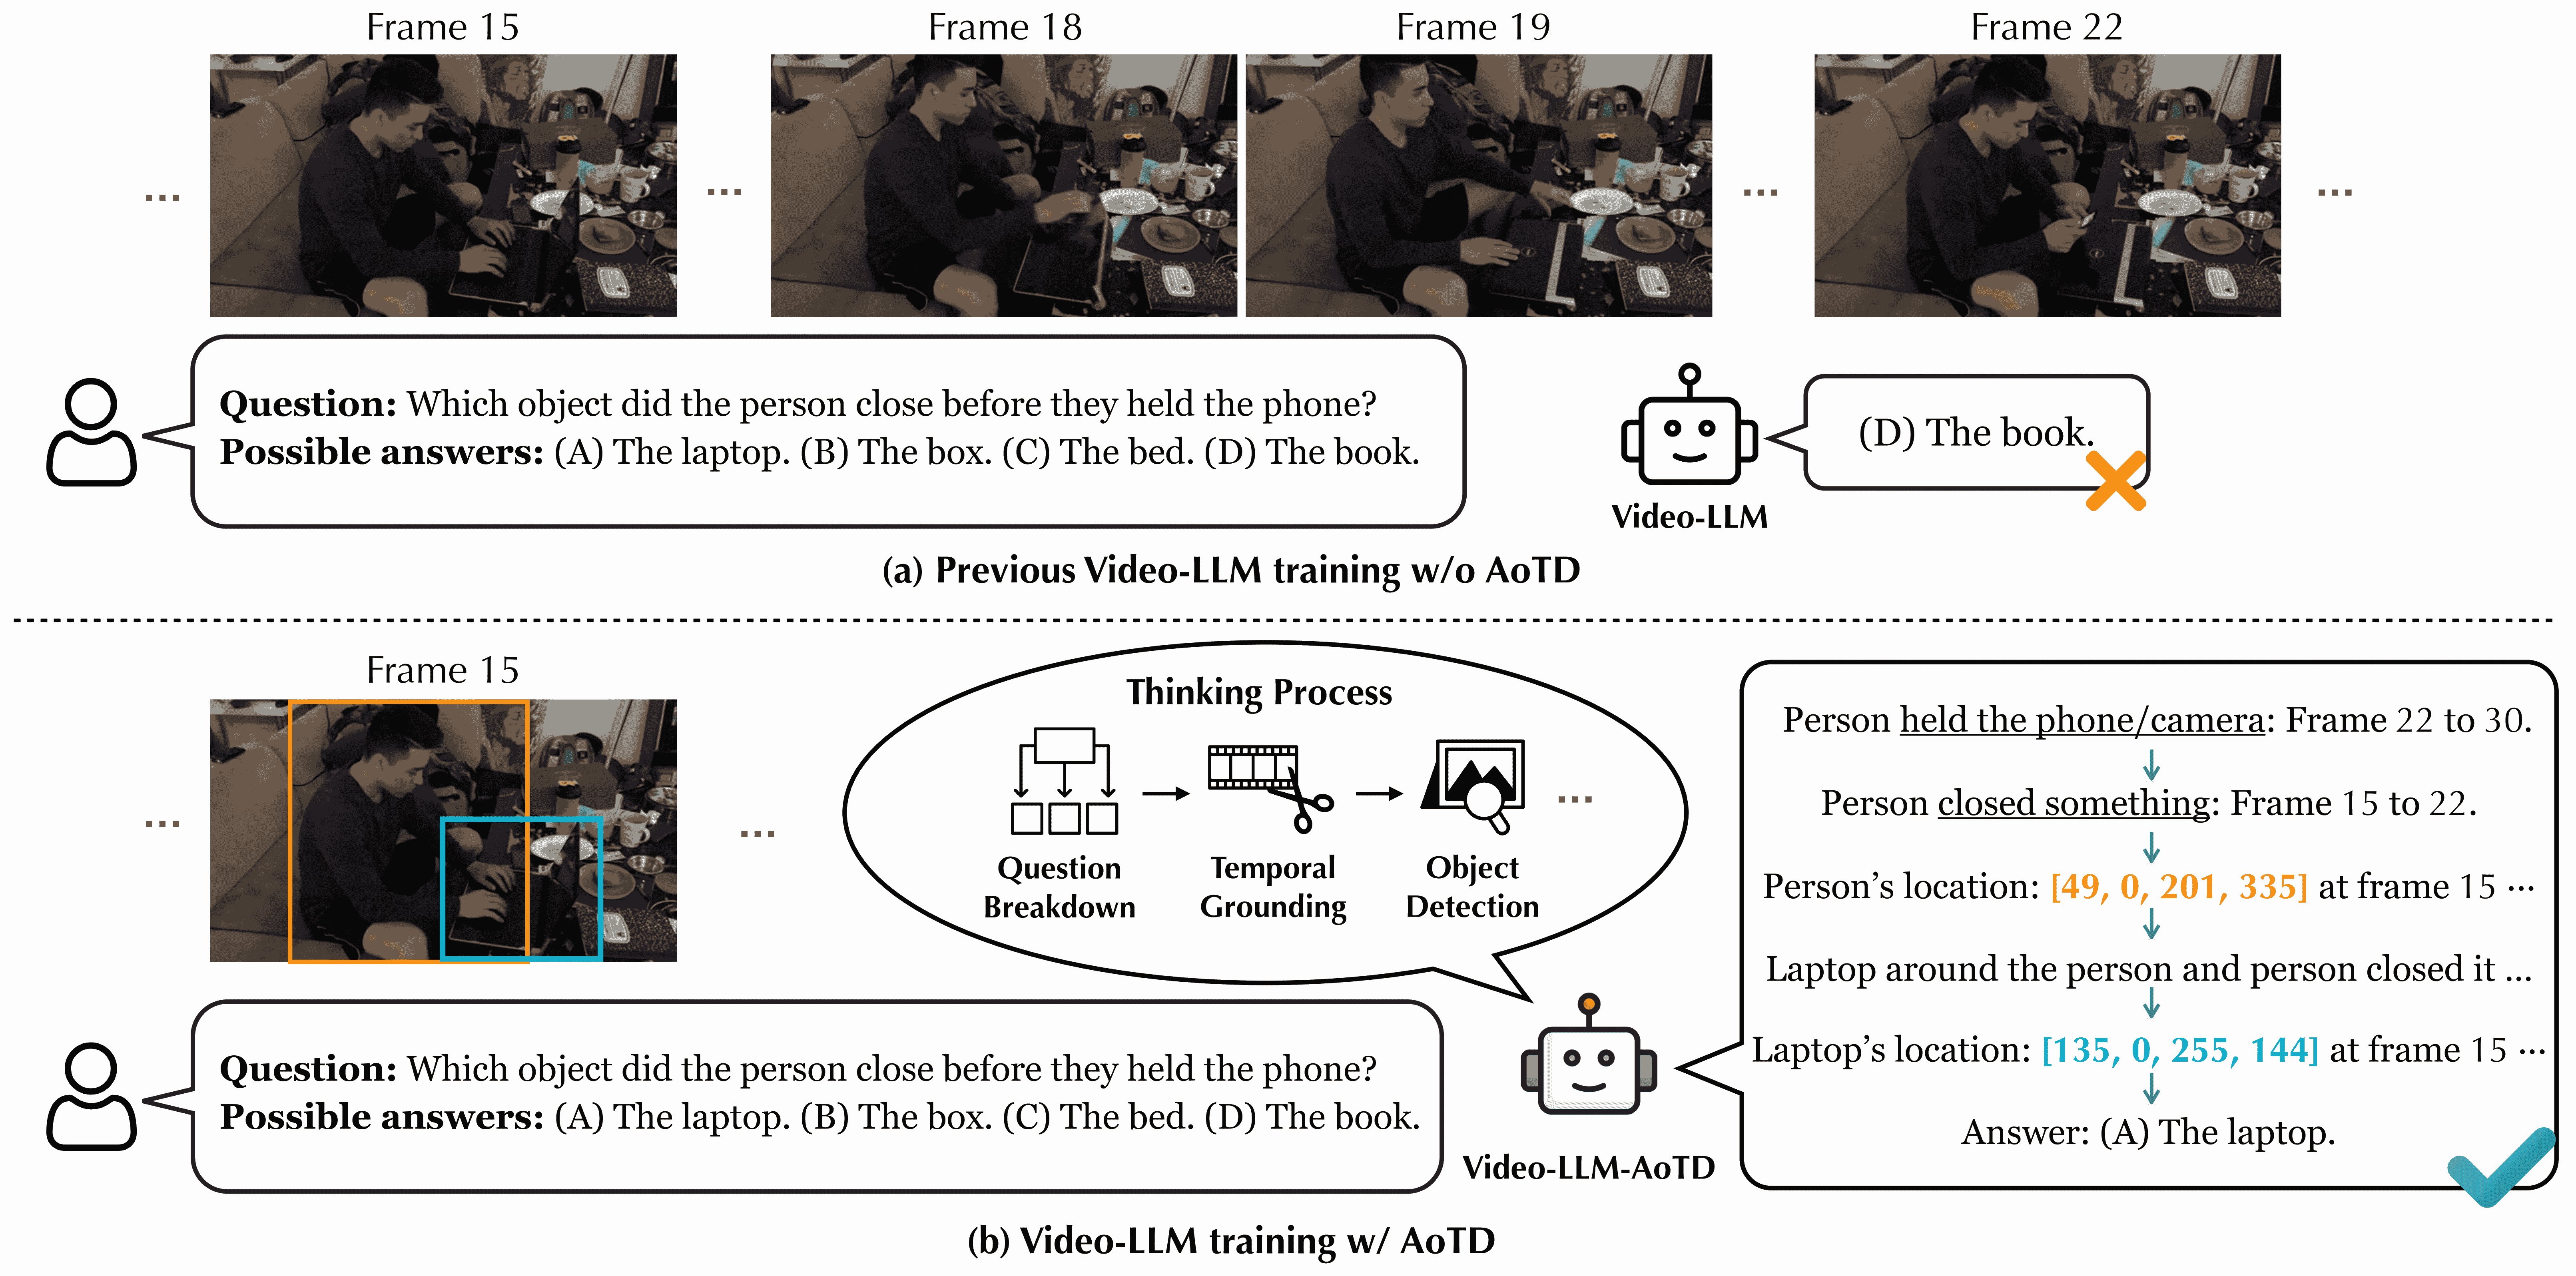 Frame 15
Frame 18
Frame 19
Frame 22
...
...
...
...
Question: Which object did the person close before they held the phone?
Possible answers: (A) The laptop. (B) The box. (C) The bed. (D) The book.
(D) The book.
Video-LLM
(a) Previous Video-LLM training w/o AoTD
Frame 15
...
...
Thinking Process
...
Question
Breakdown
Temporal
Grounding
Object
Detection
Question: Which object did the person close before they held the phone?
Possible answers: (A) The laptop. (B) The box. (C) The bed. (D) The book.
Video-LLM-AoTD
Person held the phone/camera: Frame 22 to 30.
Person closed something: Frame 15 to 22.
Person’s location: [49, 0, 201, 335] at frame 15 ···
Laptop around the person and person closed it ...
Laptop’s location: [135, 0, 255, 144] at frame 15 ···
Answer: (A) The laptop.
(b) Video-LLM training w/ AoTD